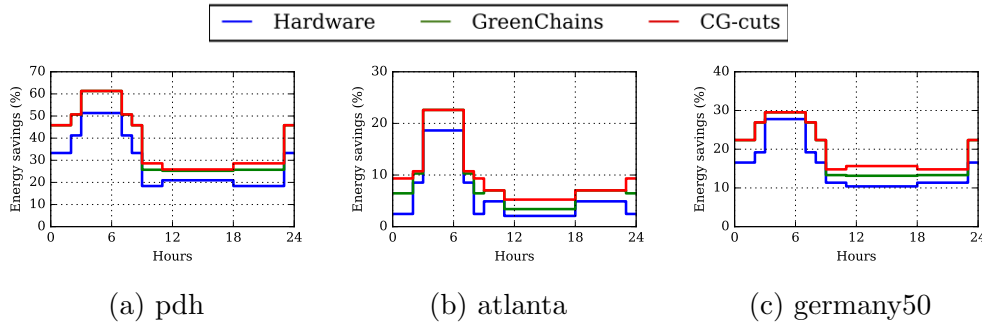 Hardware GreenChains CG-cuts
Energy savings (%)
70
60
50
40
30
20
10
0
0 6 12 18 24
Hours
(a) pdh
Energy savings (%)
30
20
10
0
0 6 12 18 24
Hours
(b) atlanta
Energy savings (%)
40
30
20
10
0
0 6 12 18 24
Hours
(c) germany50